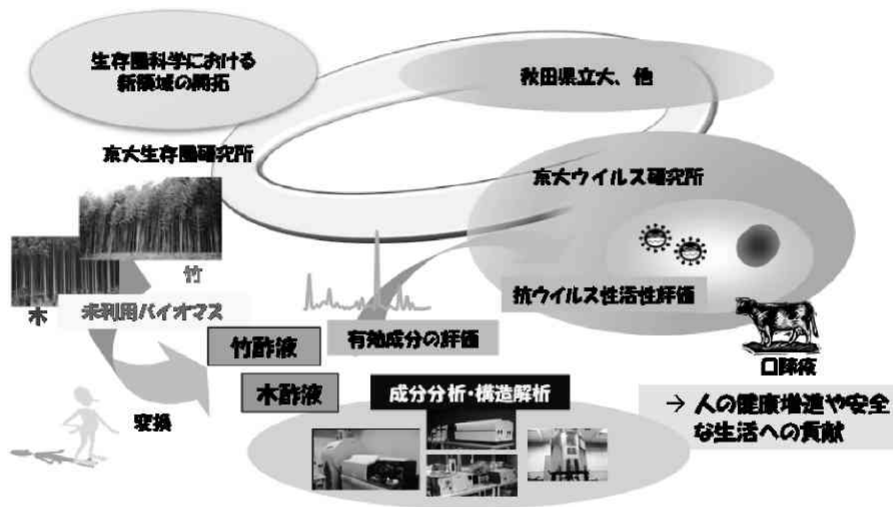 生存圏科学における
新領域の開拓
秋田県立大、他
京大生存圏研究所
京大ウイルス研究所
竹
木
未利用バイオマス
抗ウイルス性活性評価
有効成分の評価
竹酢液
口蹄疫
木酢液
成分分析・構造解析
変換
→ 人の健康増進や安全
な生活への貢献